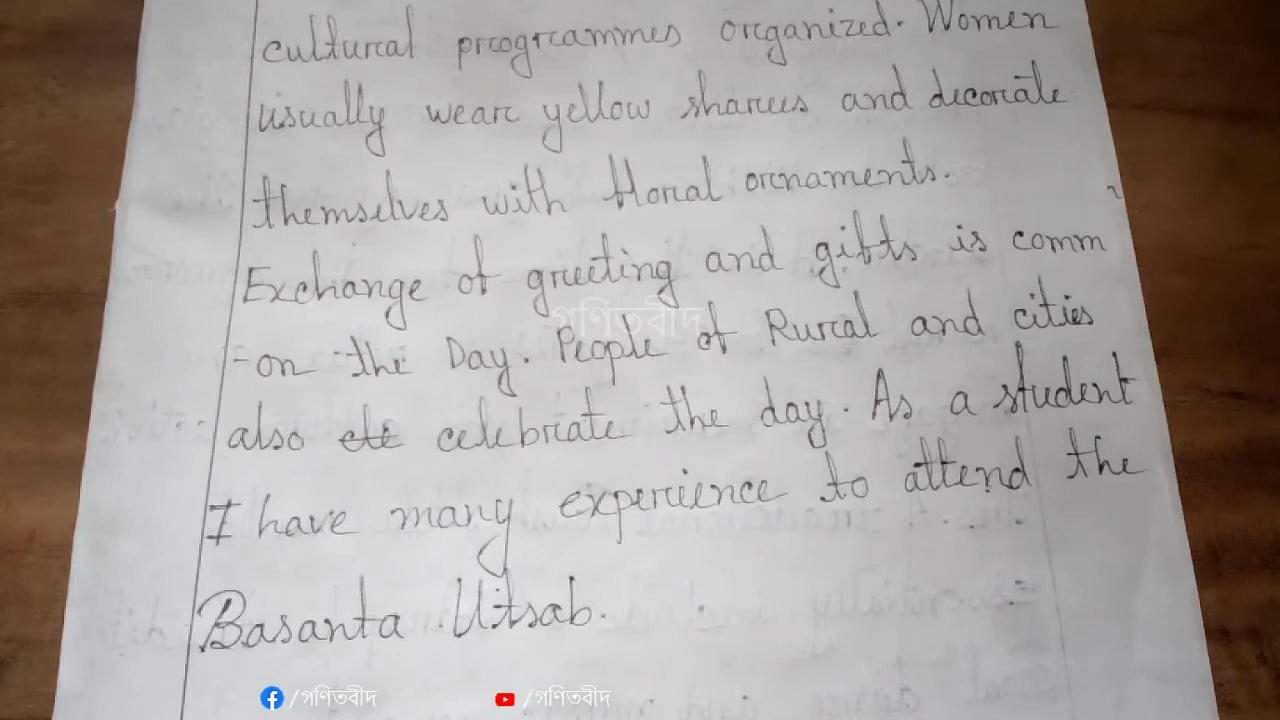 cultural programmes organized. Women
usually wear yellow sharees and decorate
themselves with floral ornaments.
Exchange of greeting and gifts is comm
-on the Day. People of Rural and cities
also ete celebrate the day. As a student
I have many experience to attend the
Basanta Utsab.
গণিতবীদ
/গণিতবীদ /গণিতবীদ